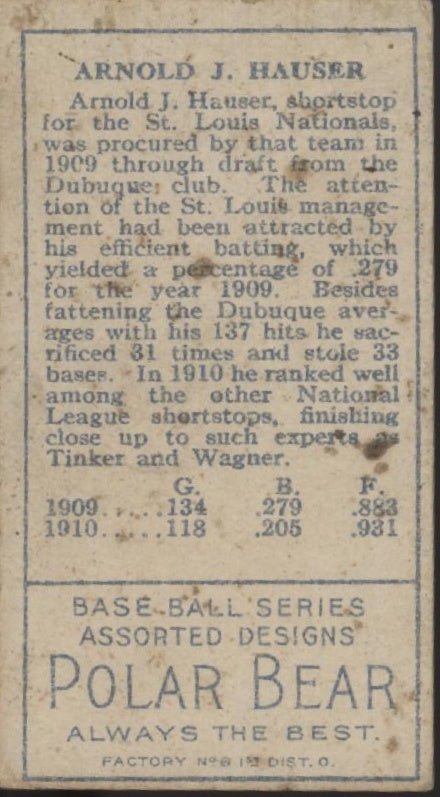 ARNOLD J. HAUSER
Arnold J. Hauser, shortstop
for the St. Louis Nationals,
was procured by that team in
1909 through draft from the
Dubuque club. The atten-
tion of the St. Louis manage-
ment had been attracted by
his efficient batting, which
yielded a percentage of .279
for the year 1909. Besides
fattening the Dubuque aver-
ages with his 137 hits he sac-
rificed 31 times and stole 33
bases. In 1910 he ranked well
among the other National
League shortstops, finishing
close up to such experts as
Tinker and Wagner.
G. B. F.
1909......134 .279 .883
1910......118 .205 .931
BASE BALL SERIES
ASSORTED DESIGNS
POLAR BEAR
ALWAYS THE BEST.
FACTORY Nº 6 1ST DIST. O.